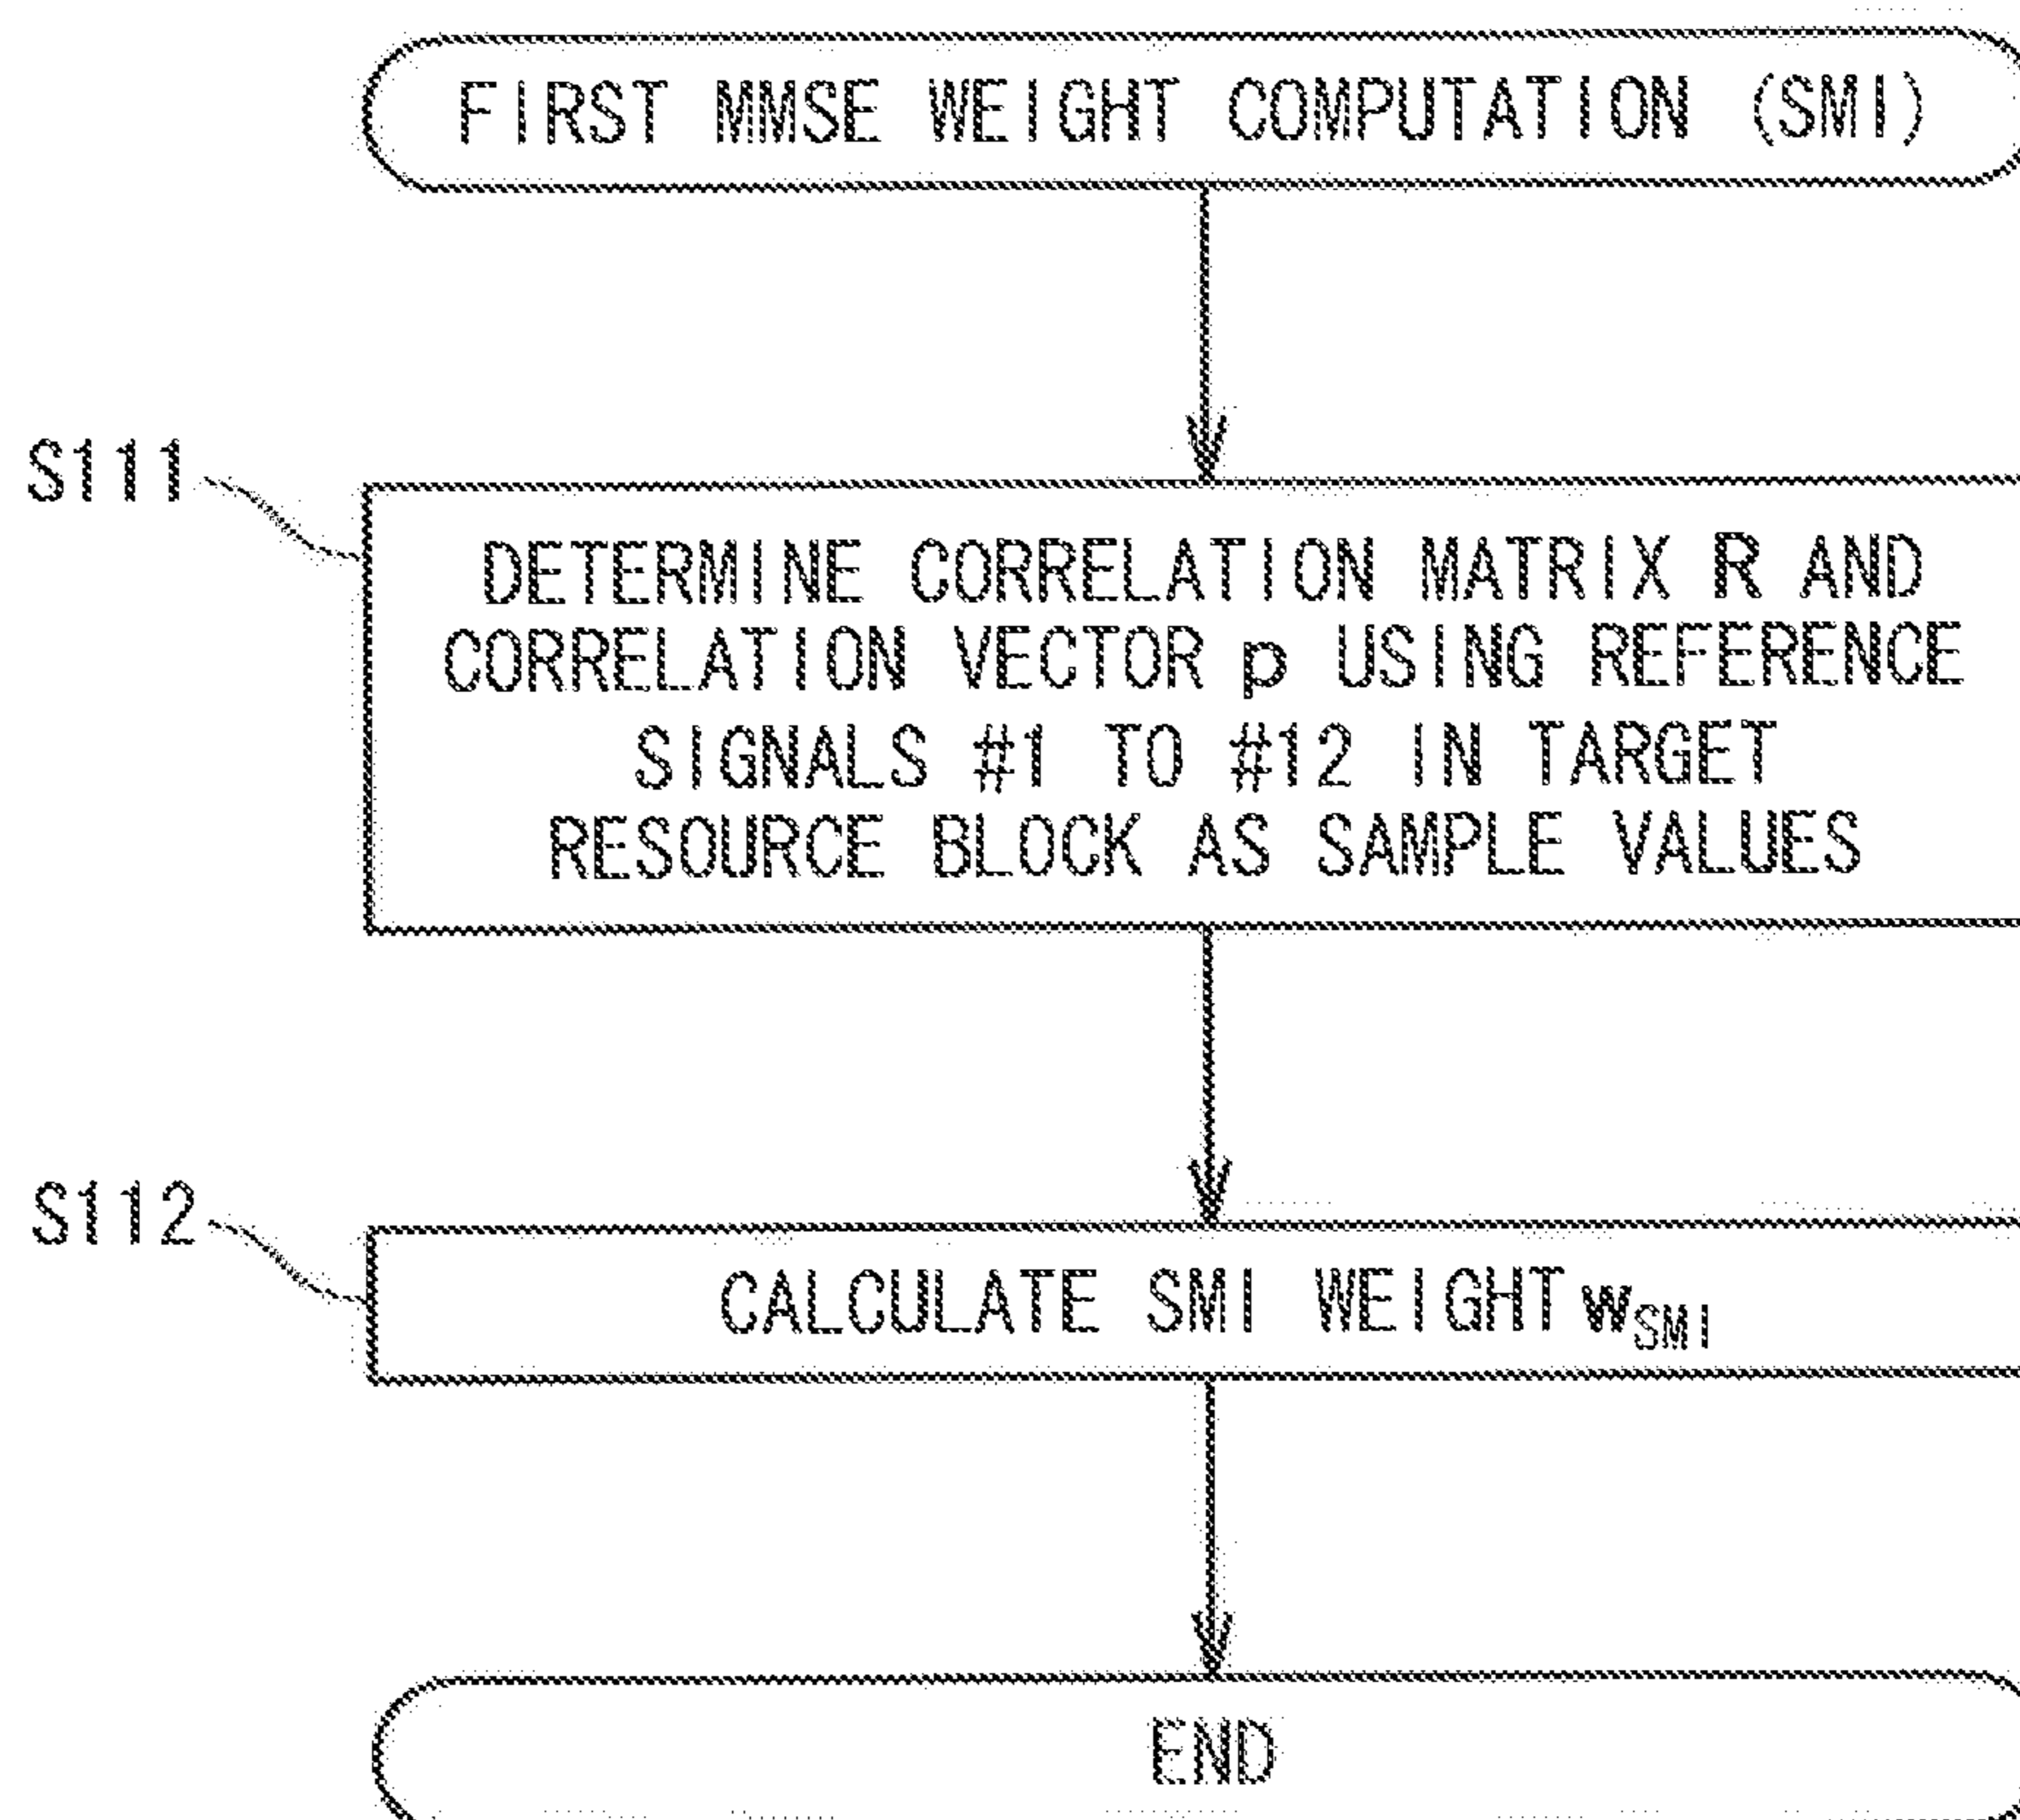 FIRST MMSE WEIGHT COMPUTATION (SMI)
S111
DETERMINE CORRELATION MATRIX R AND
CORRELATION VECTOR p USING REFERENCE
SIGNALS #1 TO #12 IN TARGET
RESOURCE BLOCK AS SAMPLE VALUES
S112
CALCULATE SMI WEIGHT w_SMI
END